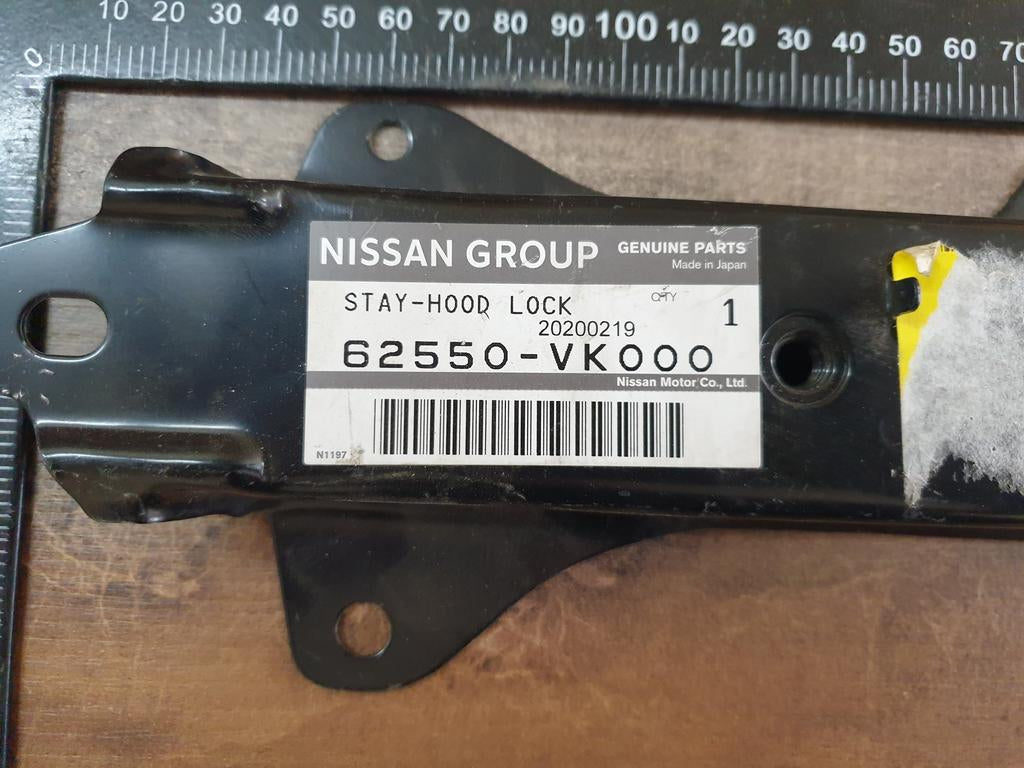 0 10 20 30 40 50 60 70 80 90 100 10 20 30 40 50 60 70
NISSAN GROUP GENUINE PARTS
Made in Japan
STAY-HOOD LOCK QTY 1
20200219
62550-VK000
Nissan Motor Co., Ltd.
N1197